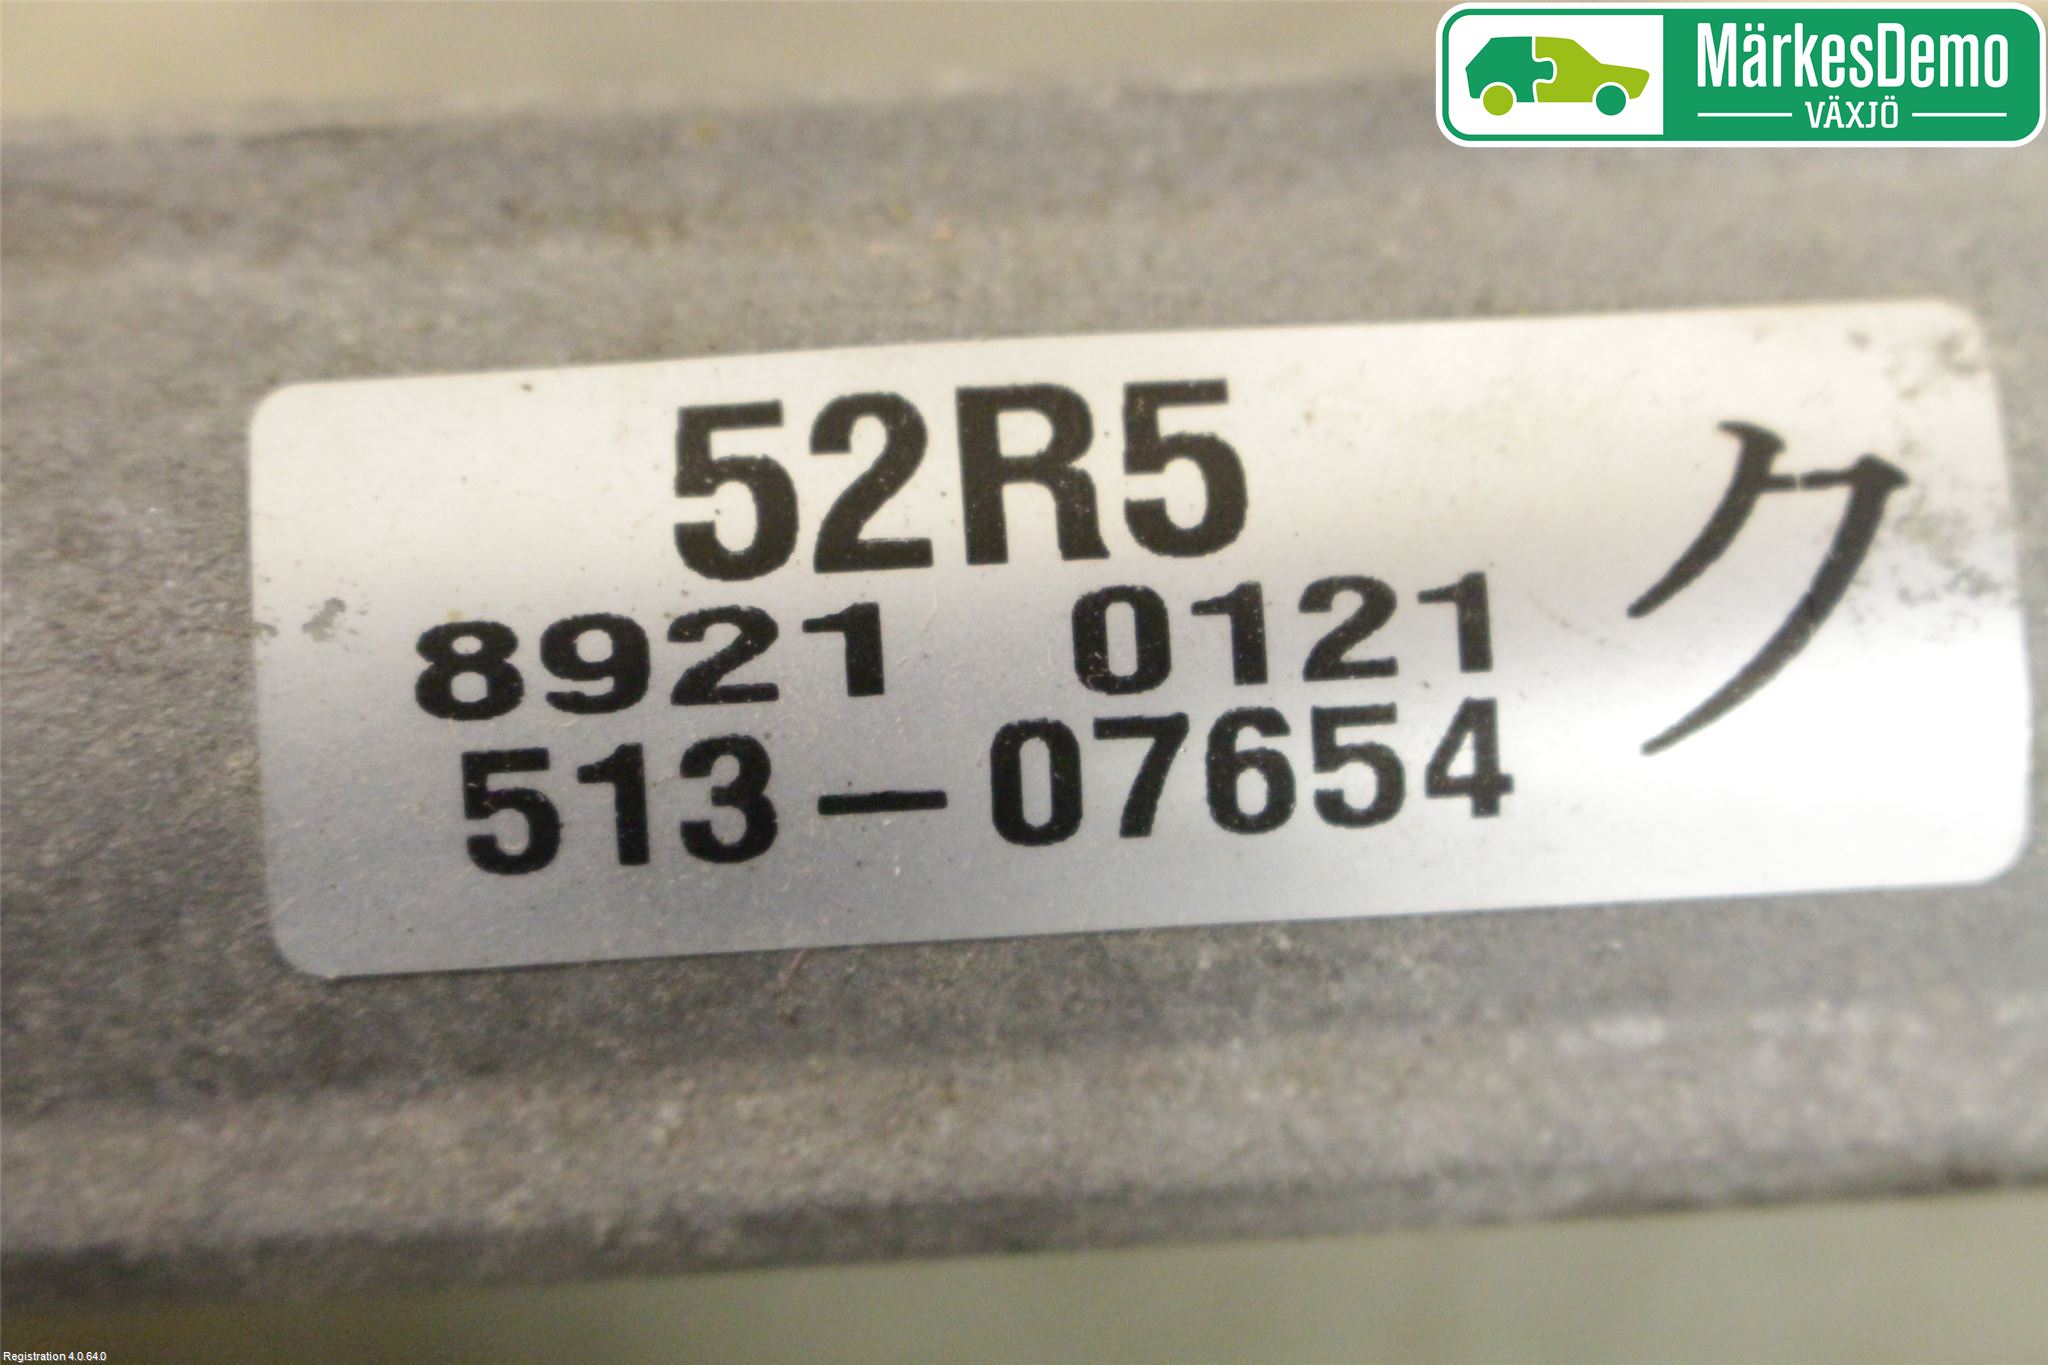 MärkesDemo
VÄXJÖ
52R5
ク
8921 0121
513-07654
Registration 4.0.64.0